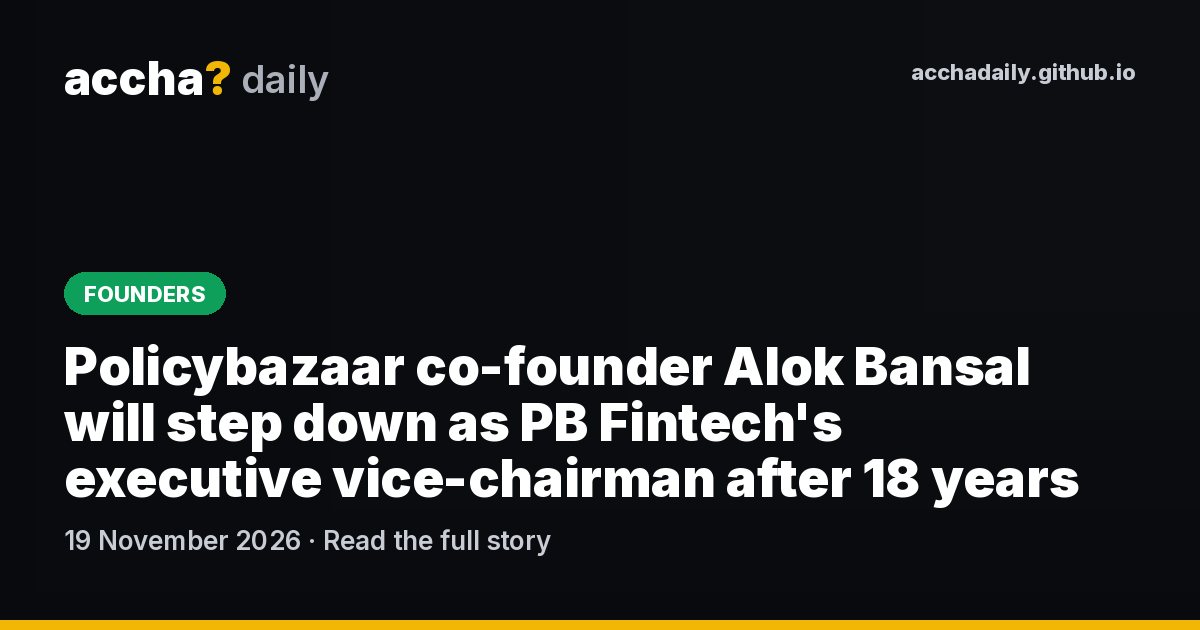 accha? daily
acchadaily.github.io
FOUNDERS
Policybazaar co-founder Alok Bansal
will step down as PB Fintech's
executive vice-chairman after 18 years
19 November 2026 · Read the full story